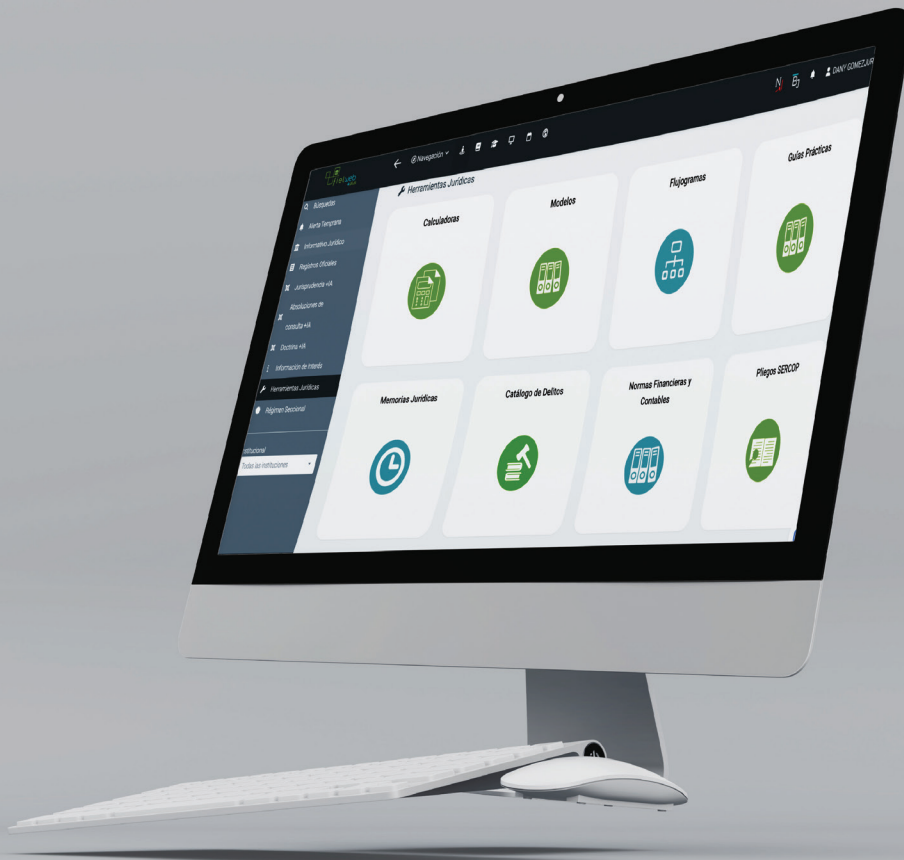 fielweb
Navegación
DANY GOMEZJUR
Búsquedas
Alerta Temprana
Informativo Jurídico
Registros Oficiales
Jurisprudencia +IA
Absoluciones de
consulta +IA
Doctrina +IA
Información de Interés
Herramientas Jurídicas
Régimen Seccional
Institucional
Todas las instituciones
Herramientas Jurídicas
Calculadoras
Modelos
Flujogramas
Guías Prácticas
Memorias Jurídicas
Catálogo de Delitos
Normas Financieras y
Contables
Pliegos SERCOP